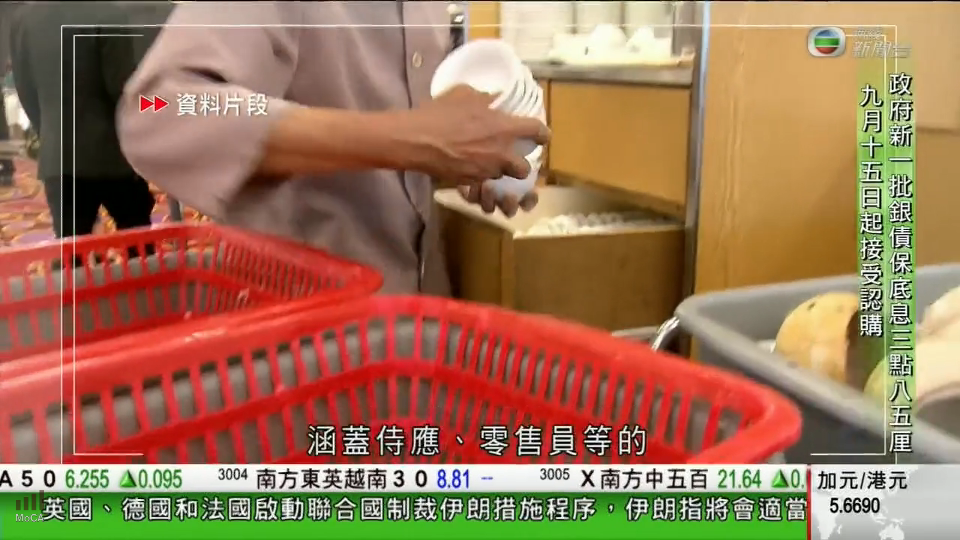 資料片段
新聞台
政府新一批銀債保底息三點八五厘
九月十五日起接受認購
涵蓋侍應、零售員等的
A50 6.255 ▲0.095 3004 南方東英越南30 8.81 -- 3005 X南方中五百 21.64 ▲0.
加元/港元
5.6690
英國、德國和法國啟動聯合國制裁伊朗措施程序，伊朗指將會適當
MoCA